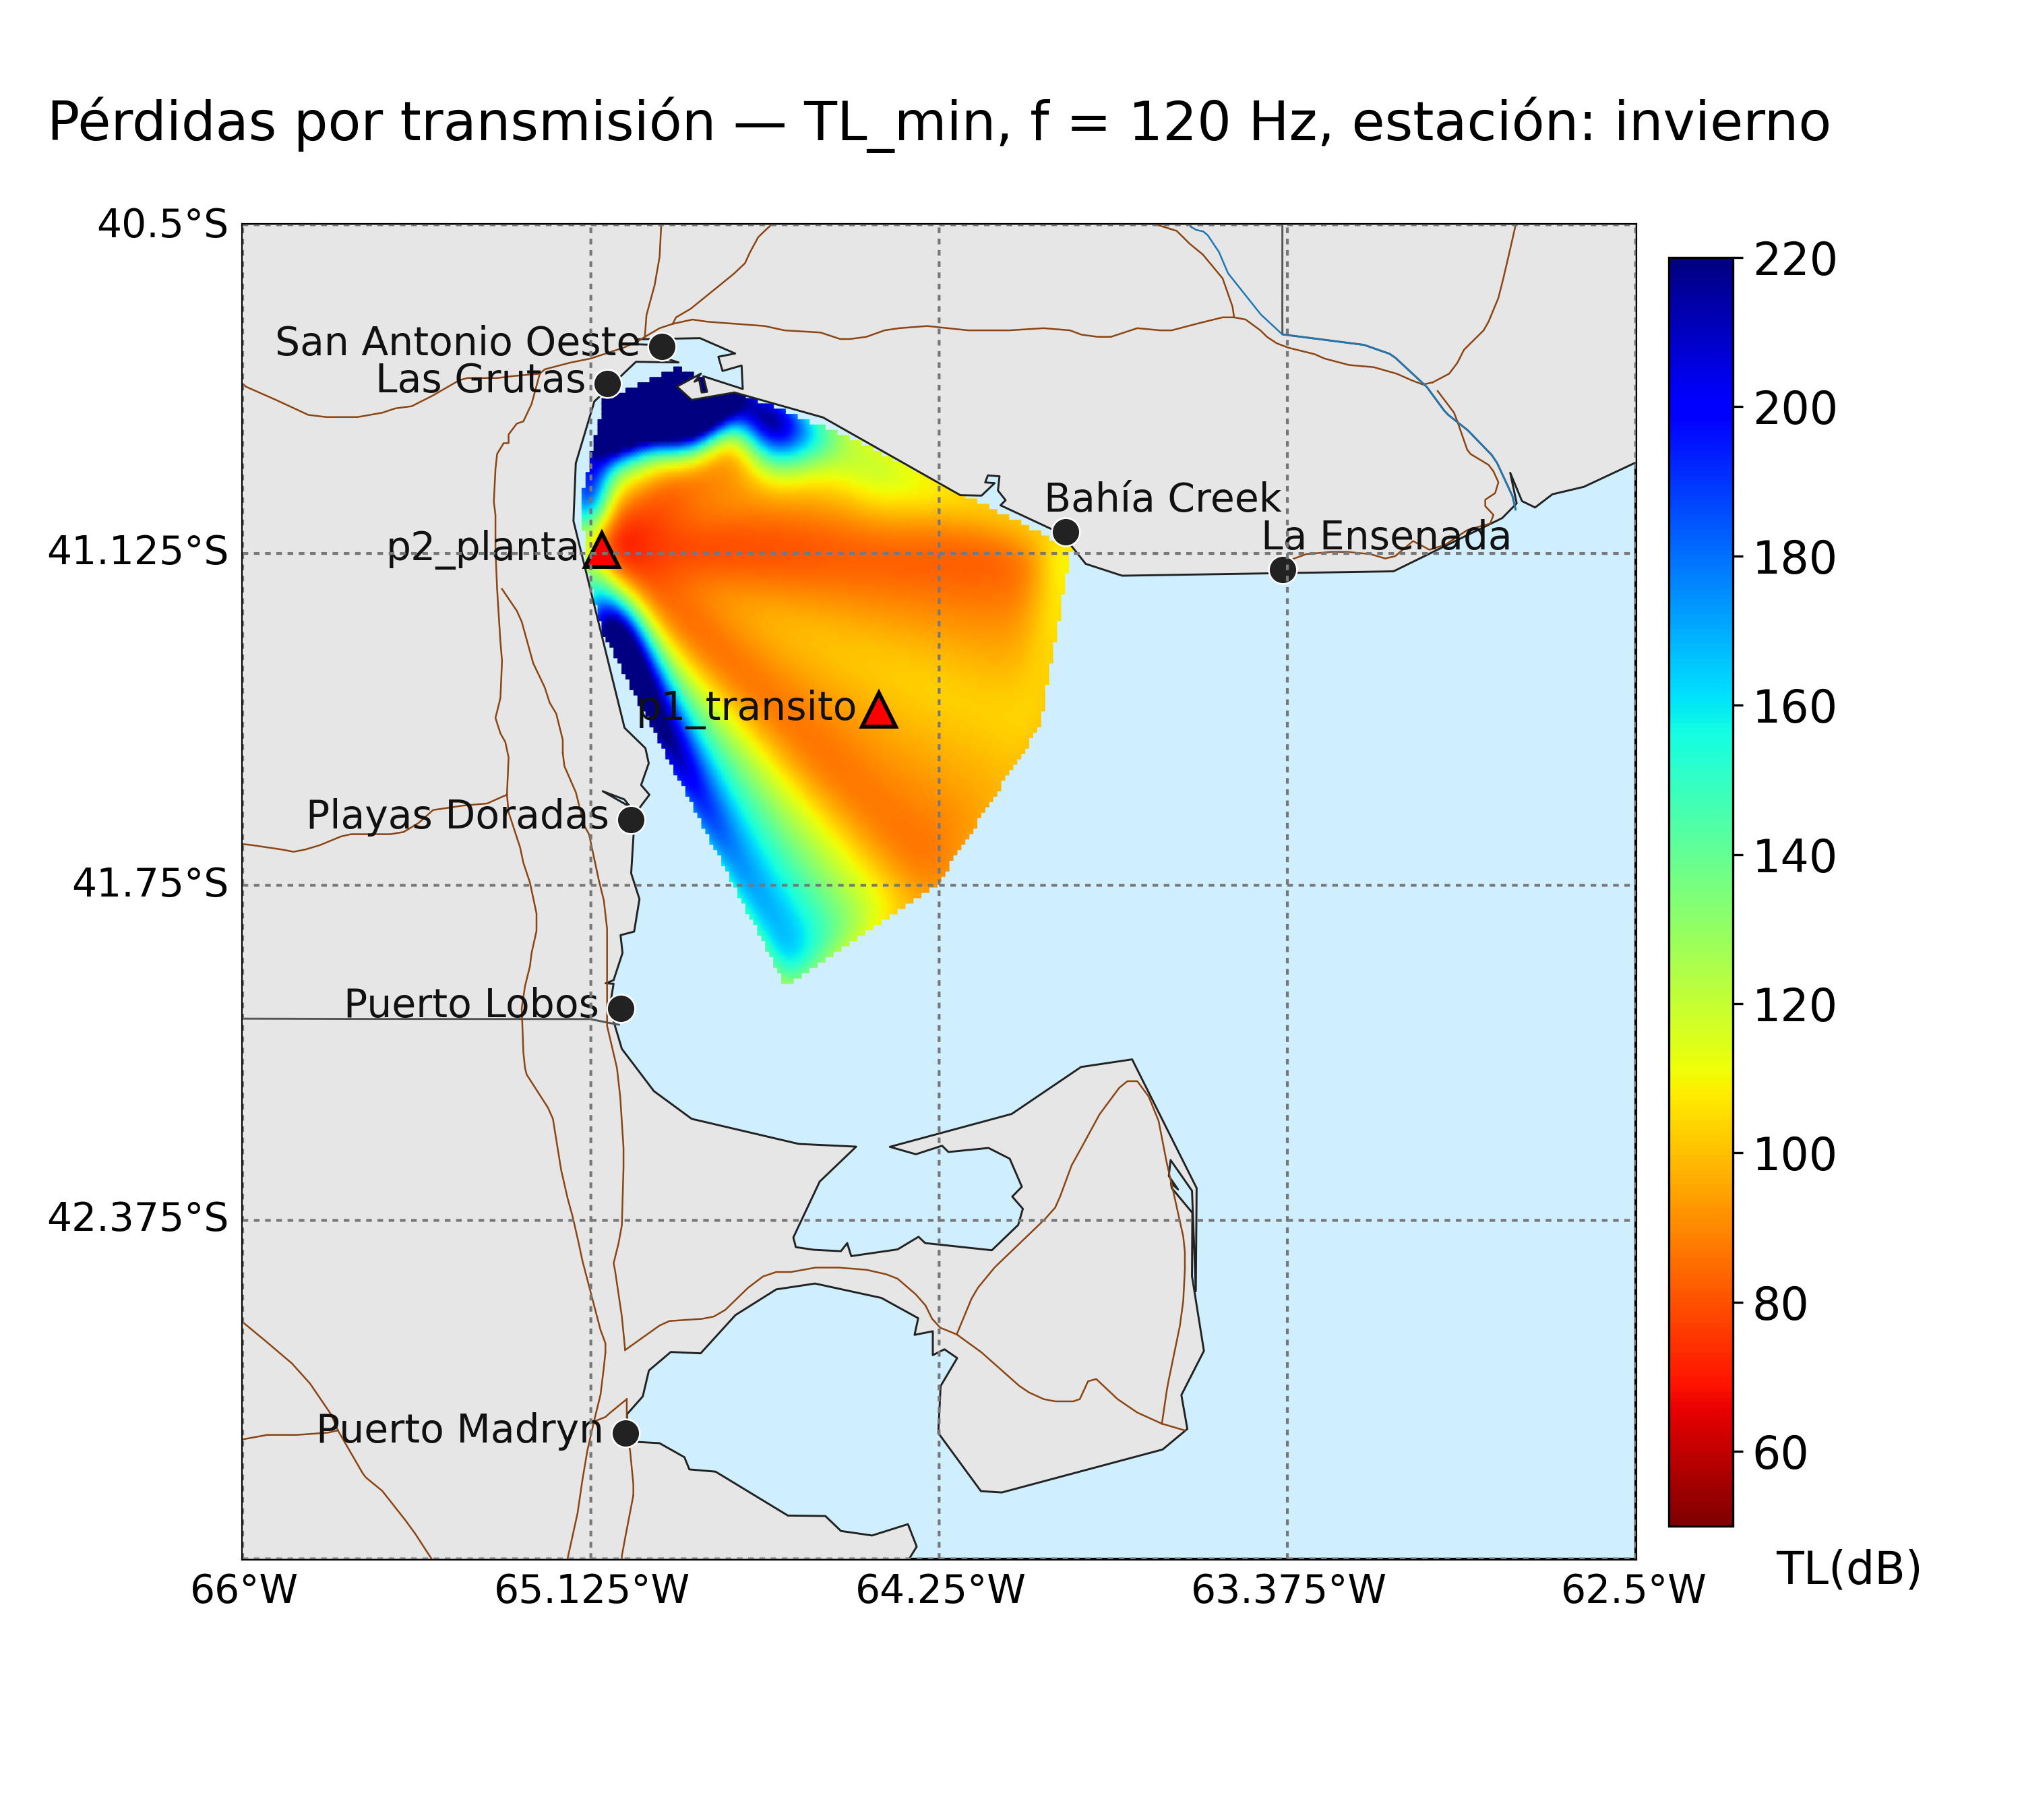 Pérdidas por transmisión — TL_min, f = 120 Hz, estación: invierno
40.5°S
220
San Antonio Oeste
Las Grutas
200
Bahía Creek
La Ensenada
p2_planta
41.125°S
180
p1_transito
160
Playas Doradas
140
41.75°S
Puerto Lobos
120
100
42.375°S
80
Puerto Madryn
60
TL(dB)
66°W
65.125°W
64.25°W
63.375°W
62.5°W